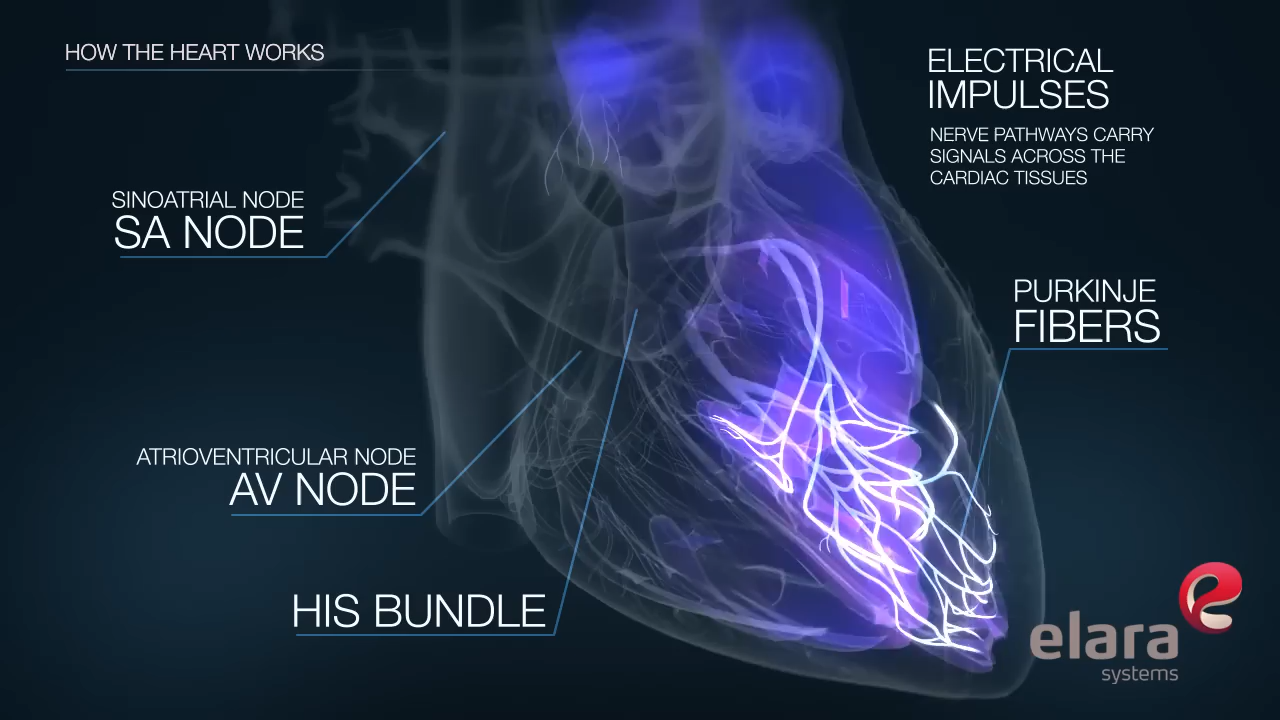 HOW THE HEART WORKS
ELECTRICAL
IMPULSES
NERVE PATHWAYS CARRY
SIGNALS ACROSS THE
CARDIAC TISSUES
SINOATRIAL NODE
SA NODE
PURKINJE
FIBERS
ATRIOVENTRICULAR NODE
AV NODE
HIS BUNDLE
elara
systems